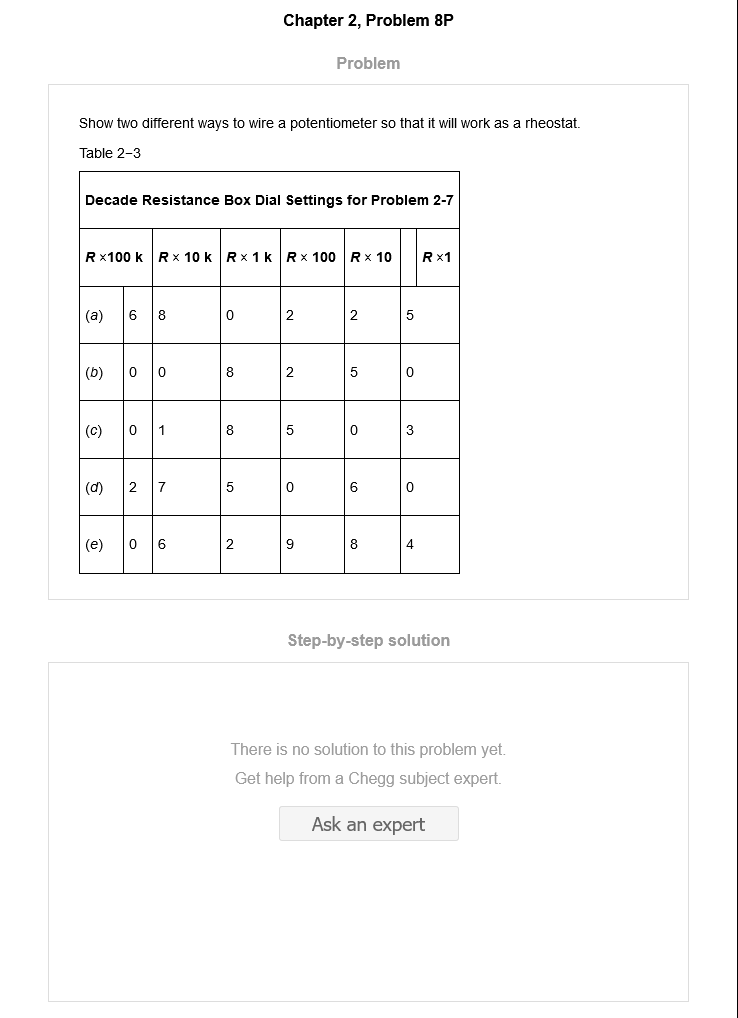 Chapter 2, Problem 8P
Problem
Show two different ways to wire a potentiometer so that it will work as a rheostat.
Table 2–3
Decade Resistance Box Dial Settings for Problem 2-7
R ×100 k R × 10 k R × 1 k R × 100 R × 10 R ×1
(a) 6 8 0 2 2 5
(b) 0 0 8 2 5 0
(c) 0 1 8 5 0 3
(d) 2 7 5 0 6 0
(e) 0 6 2 9 8 4
Step-by-step solution
There is no solution to this problem yet.
Get help from a Chegg subject expert.
Ask an expert